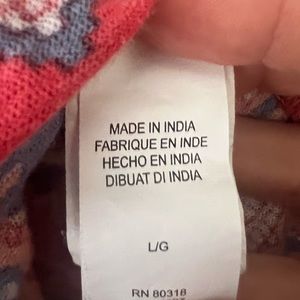 MADE IN INDIA
FABRIQUE EN INDE
HECHO EN INDIA
DIBUAT DI INDIA
L/G
RN 80318